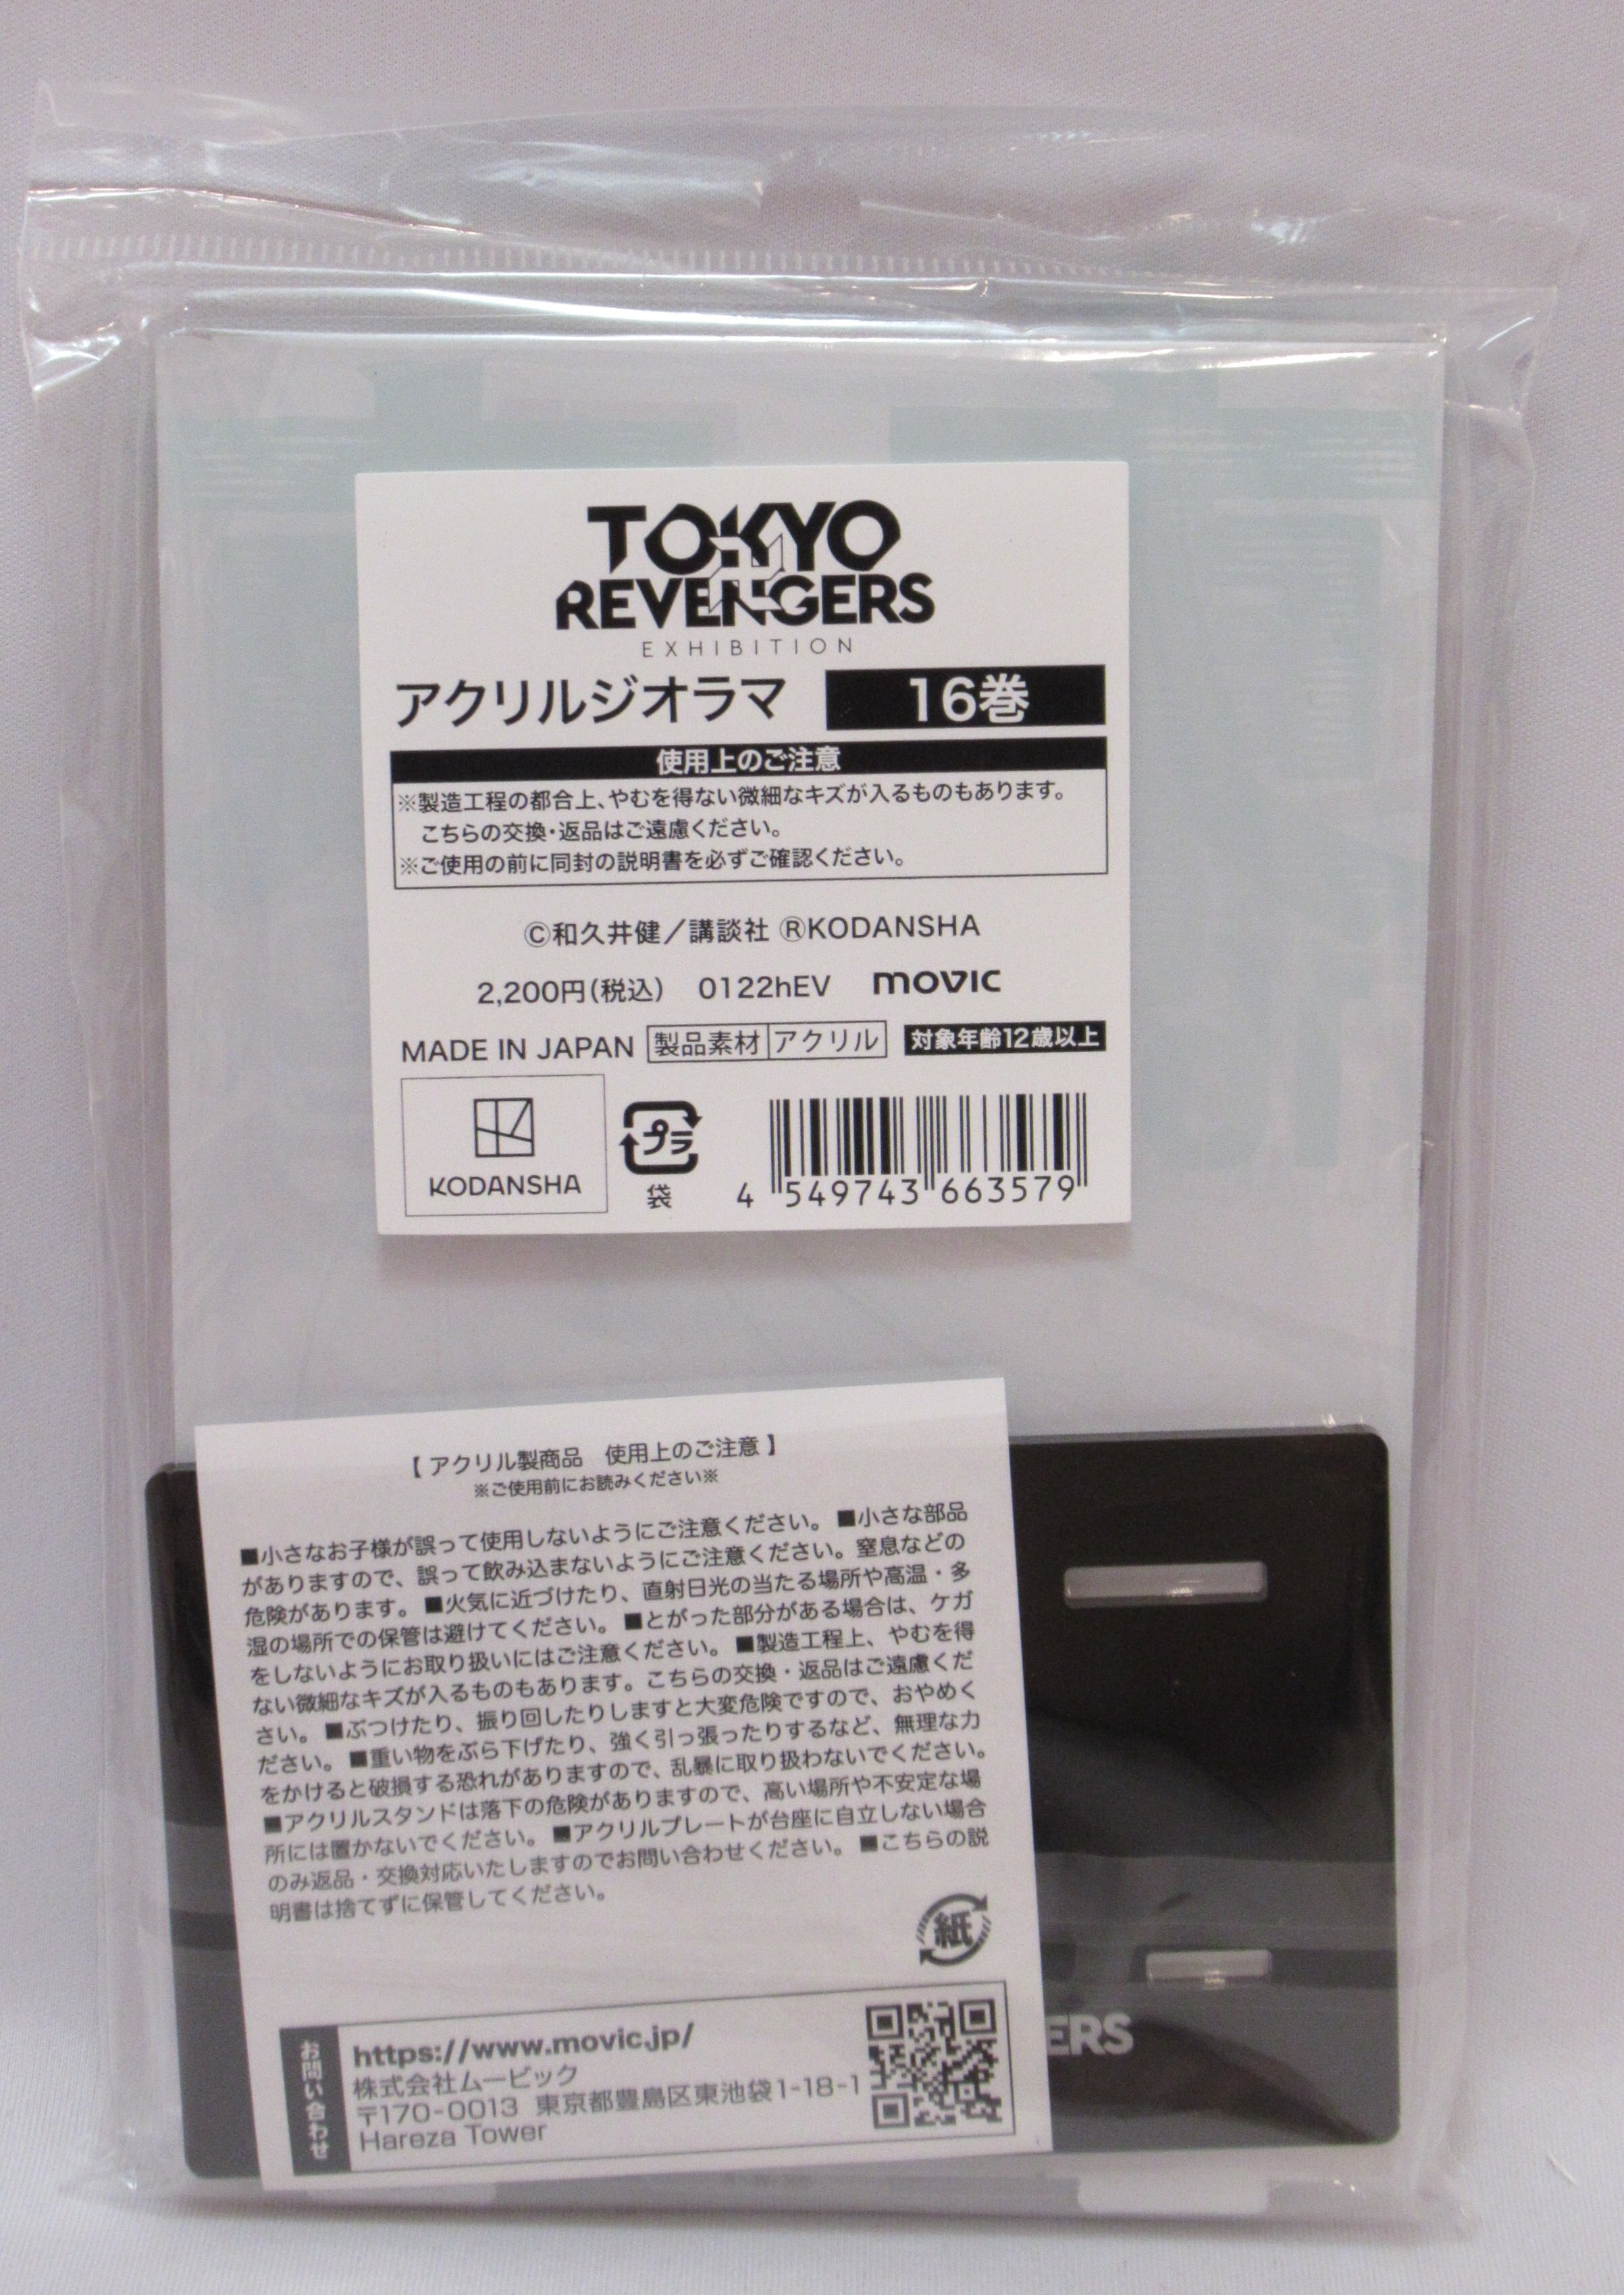 TOKYO
REVENGERS
EXHIBITION
アクリルジオラマ 16巻
使用上のご注意
※製造工程の都合上、やむを得ない微細なキズが入るものもあります。
こちらの交換・返品はご遠慮ください。
※ご使用の前に同封の説明書を必ずご確認ください。
©和久井健／講談社 ®KODANSHA
2,200円(税込) 0122hEV movic
MADE IN JAPAN 製品素材 アクリル 対象年齢12歳以上
KODANSHA
プラ
袋
4 549743 663579
【 アクリル製商品 使用上のご注意 】
※ご使用前にお読みください※
■小さなお子様が誤って使用しないようにご注意ください。 ■小さな部品
がありますので、誤って飲み込まないようにご注意ください。窒息などの
危険があります。 ■火気に近づけたり、直射日光の当たる場所や高温・多
湿の場所での保管は避けてください。 ■とがった部分がある場合は、ケガ
をしないようにお取り扱いにはご注意ください。 ■製造工程上、やむを得
ない微細なキズが入るものもあります。こちらの交換・返品はご遠慮くだ
さい。 ■ぶつけたり、振り回したりしますと大変危険ですので、おやめく
ださい。 ■重い物をぶら下げたり、強く引っ張ったりするなど、無理な力
をかけると破損する恐れがありますので、乱暴に取り扱わないでください。
■アクリルスタンドは落下の危険がありますので、高い場所や不安定な場
所には置かないでください。 ■アクリルプレートが台座に自立しない場合
のみ返品・交換対応いたしますのでお問い合わせください。 ■こちらの説
明書は捨てずに保管してください。
紙
お問い合わせ
https://www.movic.jp/
株式会社ムービック
〒170-0013 東京都豊島区東池袋1-18-1
Hareza Tower
ERS